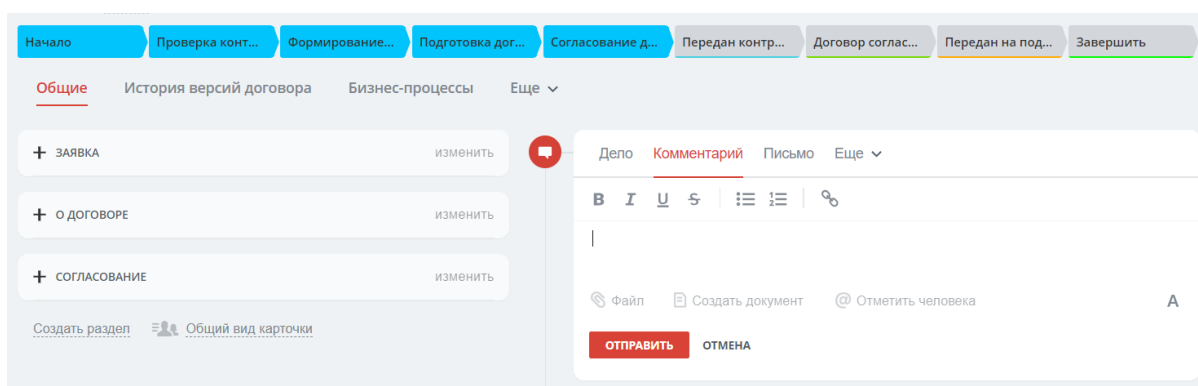 Начало Проверка конт... Формирование... Подготовка дог... Согласование д... Передан контр... Договор соглас... Передан на под... Завершить
Общие История версий договора Бизнес-процессы Еще
ЗАЯВКА изменить
О ДОГОВОРЕ изменить
СОГЛАСОВАНИЕ изменить
Создать раздел Общий вид карточки
Дело Комментарий Письмо Еще
B I U S
Файл Создать документ @ Отметить человека A
ОТПРАВИТЬ ОТМЕНА